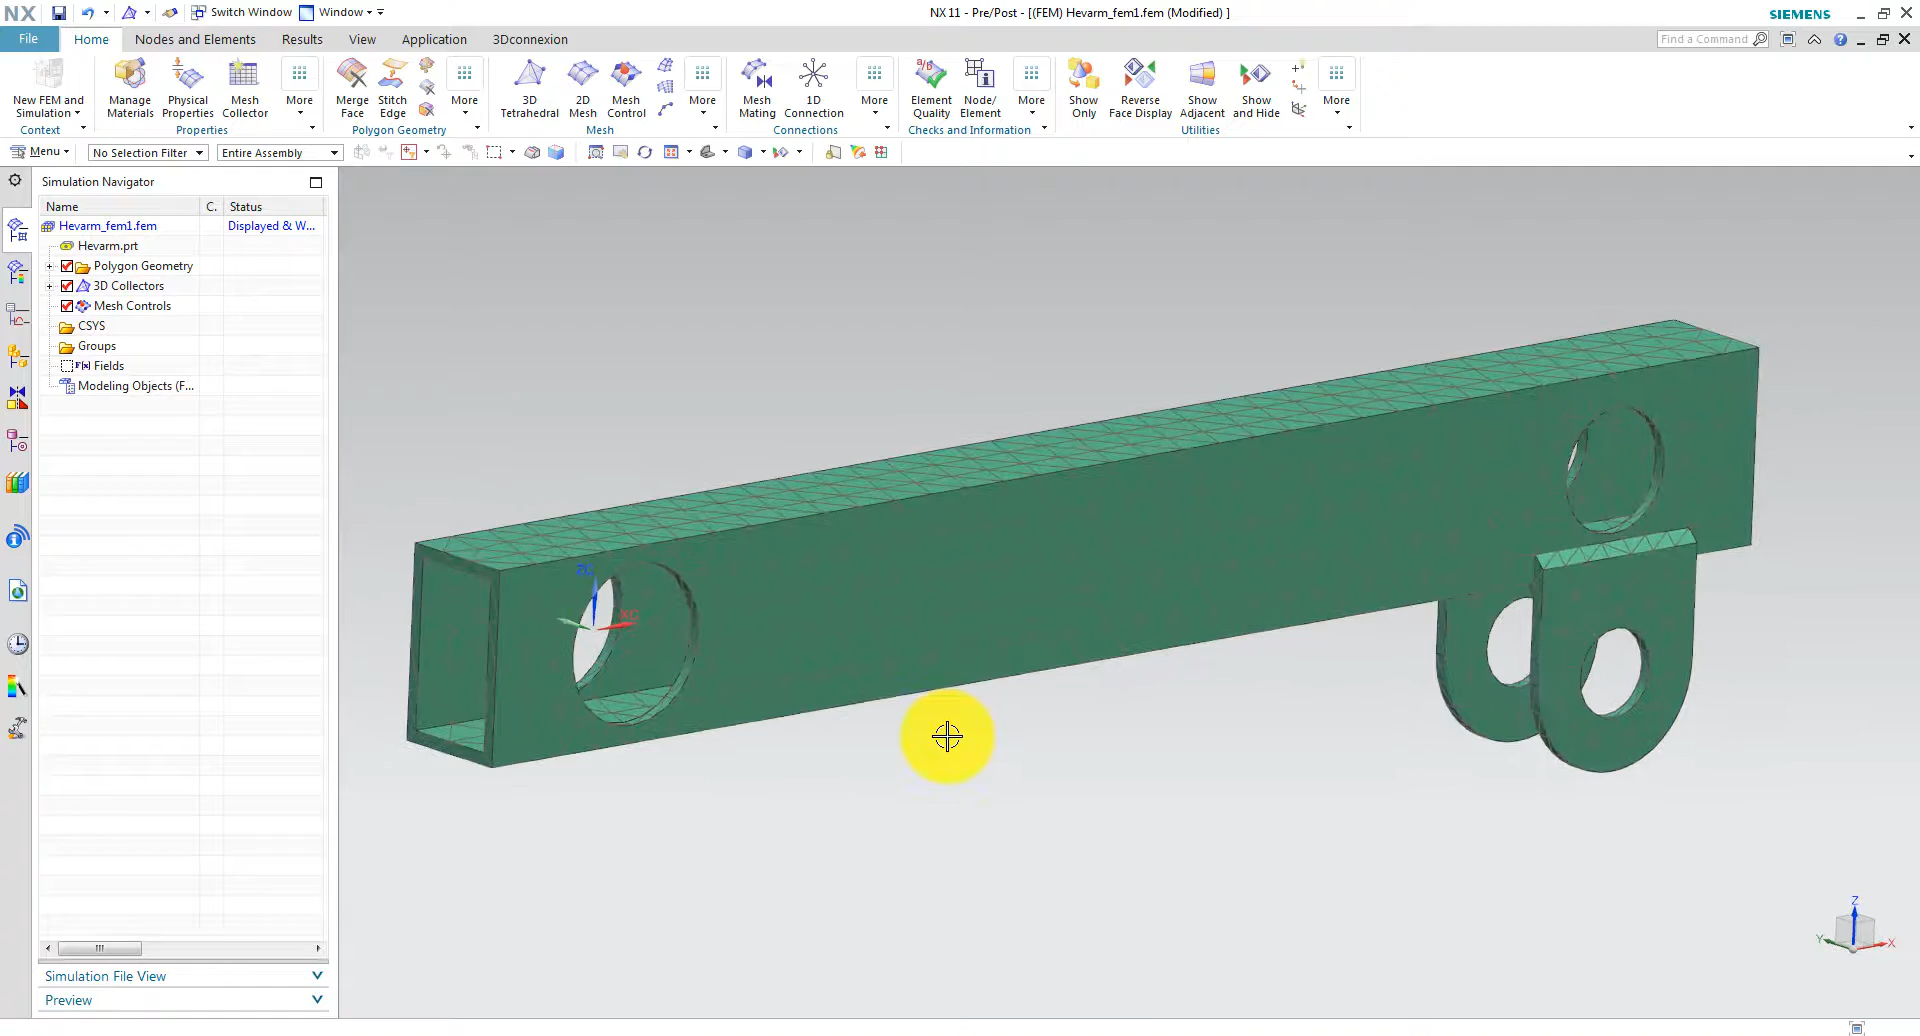 NX Switch Window Window NX 11 - Pre/Post - [(FEM) Hevarm_fem1.fem (Modified) ] SIEMENS
File Home Nodes and Elements Results View Application 3Dconnexion Find a Command
New FEM and Simulation
Manage Materials
Physical Properties
Mesh Collector
More
Merge Face
Stitch Edge
More
3D Tetrahedral
2D Mesh
Mesh Control
More
Mesh Mating
1D Connection
More
Element Quality
Node/ Element
More
Show Only
Reverse Face Display
Show Adjacent
Show and Hide
More
Context Properties Polygon Geometry Mesh Connections Checks and Information Utilities
Menu No Selection Filter Entire Assembly
Simulation Navigator
Name C. Status
Hevarm_fem1.fem Displayed & W...
Hevarm.prt
Polygon Geometry
3D Collectors
Mesh Controls
CSYS
Groups
F(x) Fields
Modeling Objects (F...
ZC
XC
Z
Y
X
Simulation File View
Preview